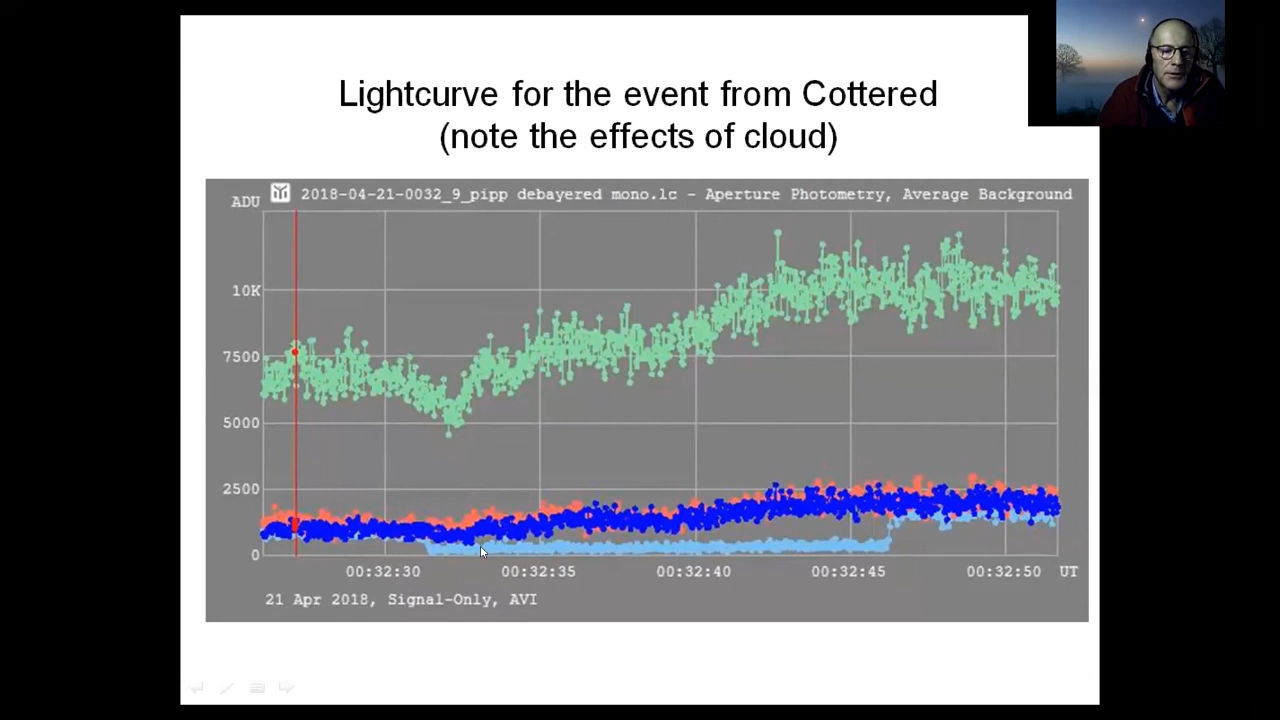 Lightcurve for the event from Cottered
(note the effects of cloud)
ADU
2018-04-21-0032_9_pipp debayered mono.lc - Aperture Photometry, Average Background
10K
7500
5000
2500
0
00:32:30 00:32:35 00:32:40 00:32:45 00:32:50 UT
21 Apr 2018, Signal-Only, AVI